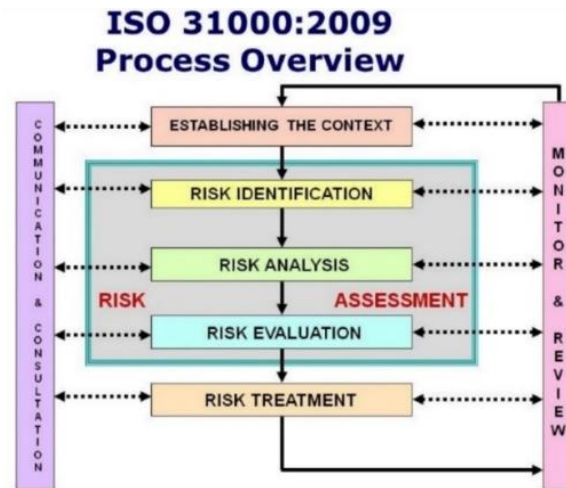 ISO 31000:2009
Process Overview
ESTABLISHING THE CONTEXT
RISK IDENTIFICATION
RISK ANALYSIS
RISK ASSESSMENT
RISK EVALUATION
RISK TREATMENT
COMMUNICATION & CONSULTATION
MONITOR & REVIEW